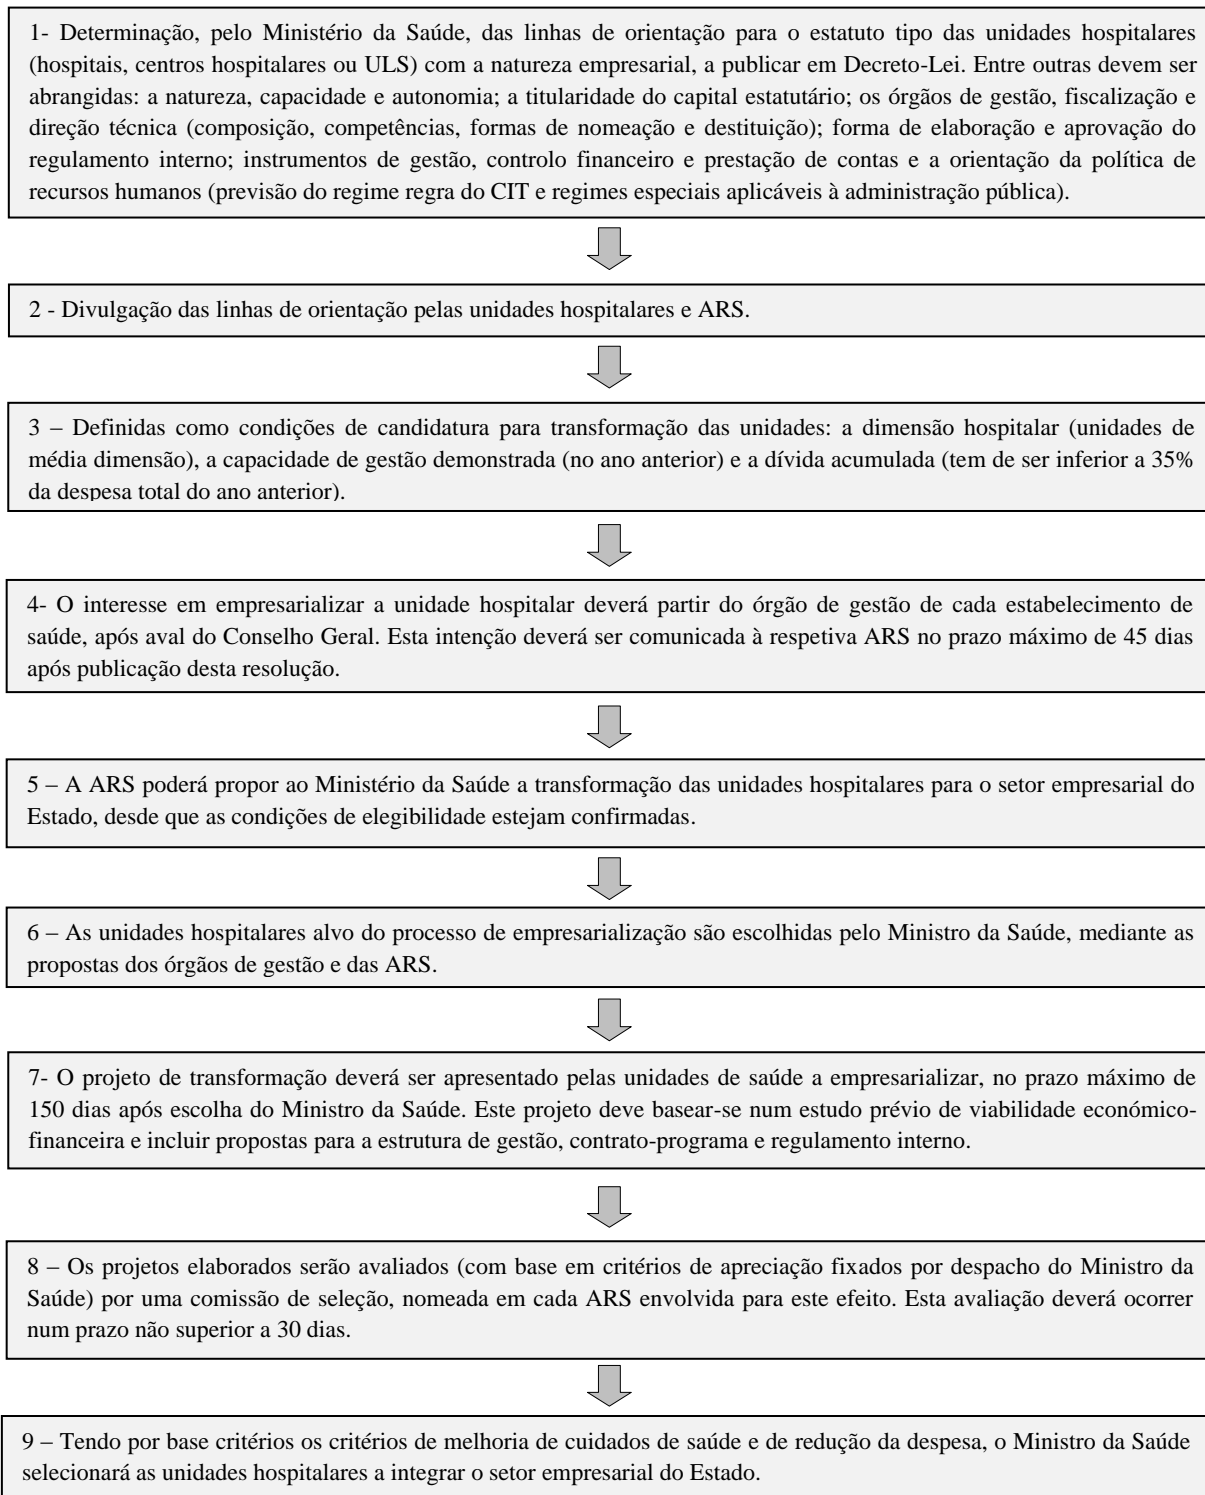 1- Determinação, pelo Ministério da Saúde, das linhas de orientação para o estatuto tipo das unidades hospitalares
(hospitais, centros hospitalares ou ULS) com a natureza empresarial, a publicar em Decreto-Lei. Entre outras devem ser
abrangidas: a natureza, capacidade e autonomia; a titularidade do capital estatutário; os órgãos de gestão, fiscalização e
direção técnica (composição, competências, formas de nomeação e destituição); forma de elaboração e aprovação do
regulamento interno; instrumentos de gestão, controlo financeiro e prestação de contas e a orientação da política de
recursos humanos (previsão do regime regra do CIT e regimes especiais aplicáveis à administração pública).
2 - Divulgação das linhas de orientação pelas unidades hospitalares e ARS.
3 – Definidas como condições de candidatura para transformação das unidades: a dimensão hospitalar (unidades de
média dimensão), a capacidade de gestão demonstrada (no ano anterior) e a dívida acumulada (tem de ser inferior a 35%
da despesa total do ano anterior).
4- O interesse em empresarializar a unidade hospitalar deverá partir do órgão de gestão de cada estabelecimento de
saúde, após aval do Conselho Geral. Esta intenção deverá ser comunicada à respetiva ARS no prazo máximo de 45 dias
após publicação desta resolução.
5 – A ARS poderá propor ao Ministério da Saúde a transformação das unidades hospitalares para o setor empresarial do
Estado, desde que as condições de elegibilidade estejam confirmadas.
6 – As unidades hospitalares alvo do processo de empresarialização são escolhidas pelo Ministro da Saúde, mediante as
propostas dos órgãos de gestão e das ARS.
7- O projeto de transformação deverá ser apresentado pelas unidades de saúde a empresarializar, no prazo máximo de
150 dias após escolha do Ministro da Saúde. Este projeto deve basear-se num estudo prévio de viabilidade económico-
financeira e incluir propostas para a estrutura de gestão, contrato-programa e regulamento interno.
8 – Os projetos elaborados serão avaliados (com base em critérios de apreciação fixados por despacho do Ministro da
Saúde) por uma comissão de seleção, nomeada em cada ARS envolvida para este efeito. Esta avaliação deverá ocorrer
num prazo não superior a 30 dias.
9 – Tendo por base critérios os critérios de melhoria de cuidados de saúde e de redução da despesa, o Ministro da Saúde
selecionará as unidades hospitalares a integrar o setor empresarial do Estado.